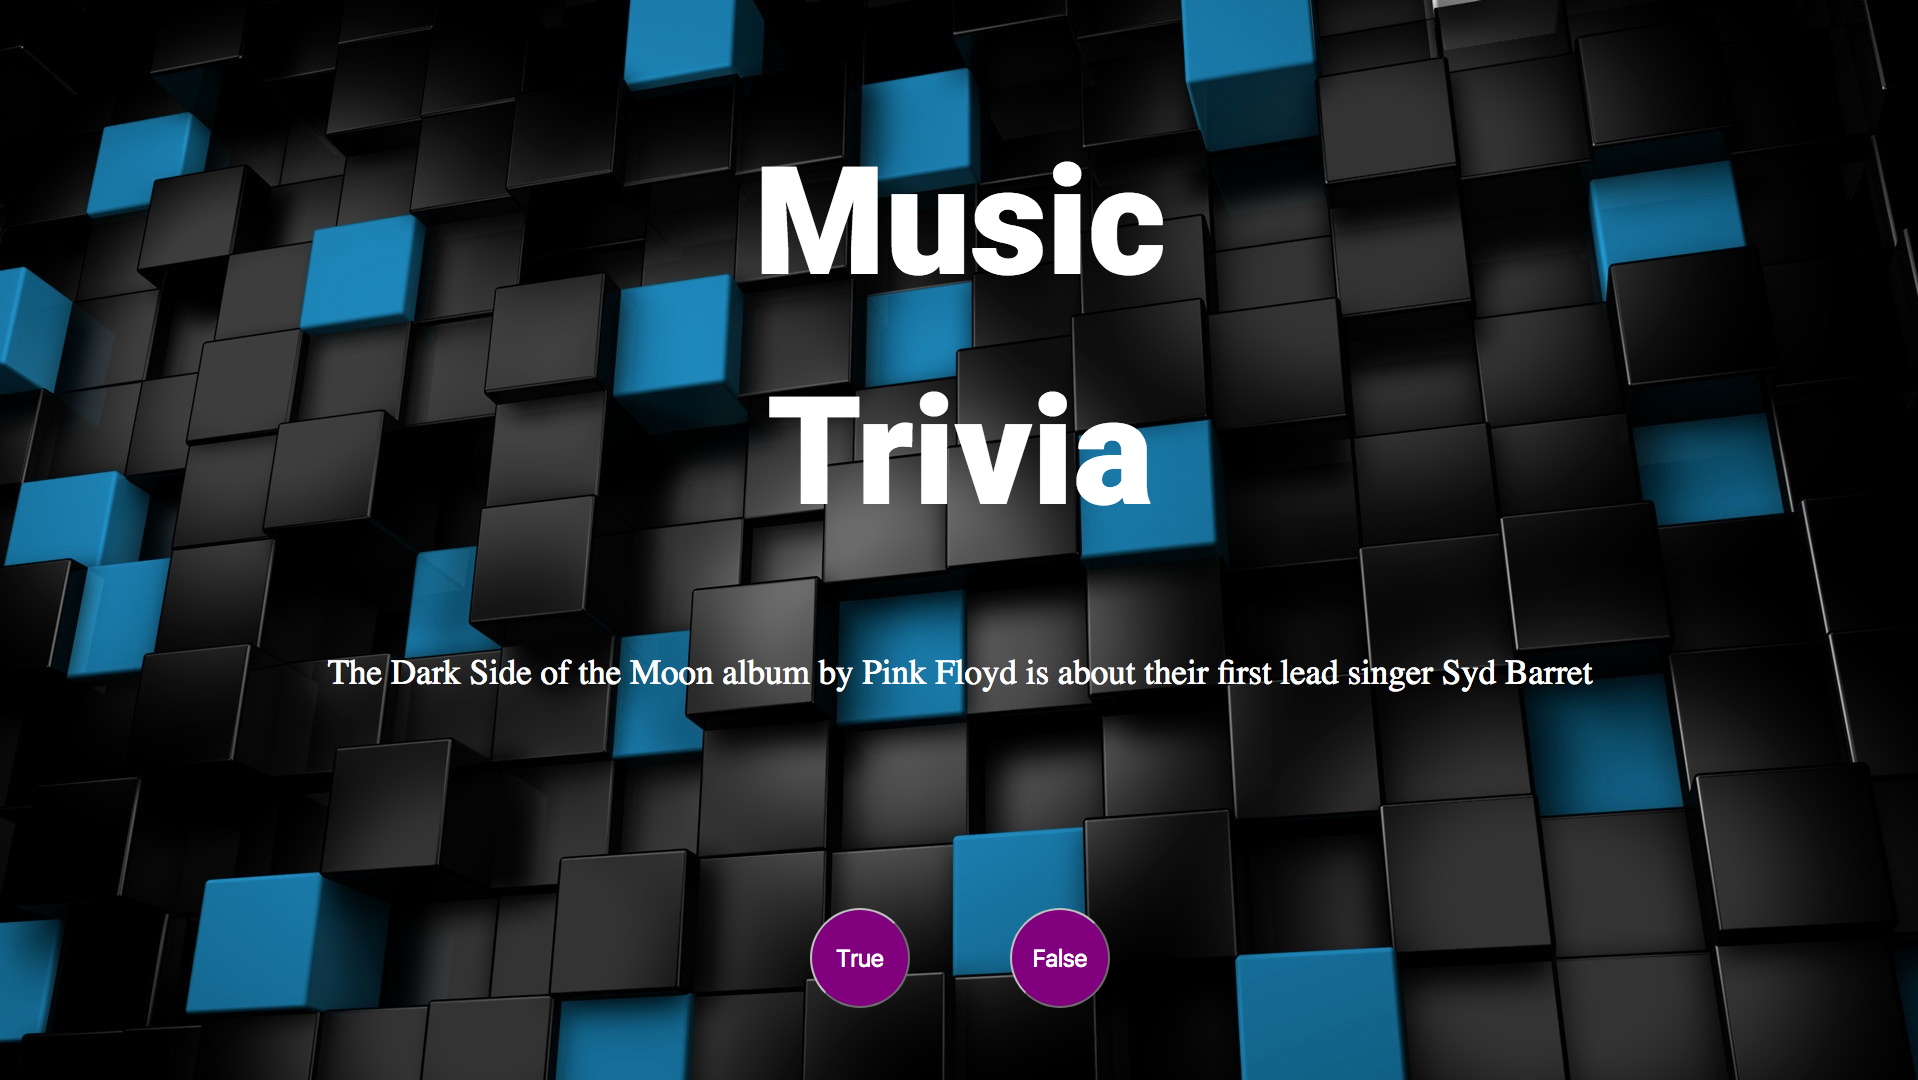 Music
Trivia
The Dark Side of the Moon album by Pink Floyd is about their first lead singer Syd Barret
True
False